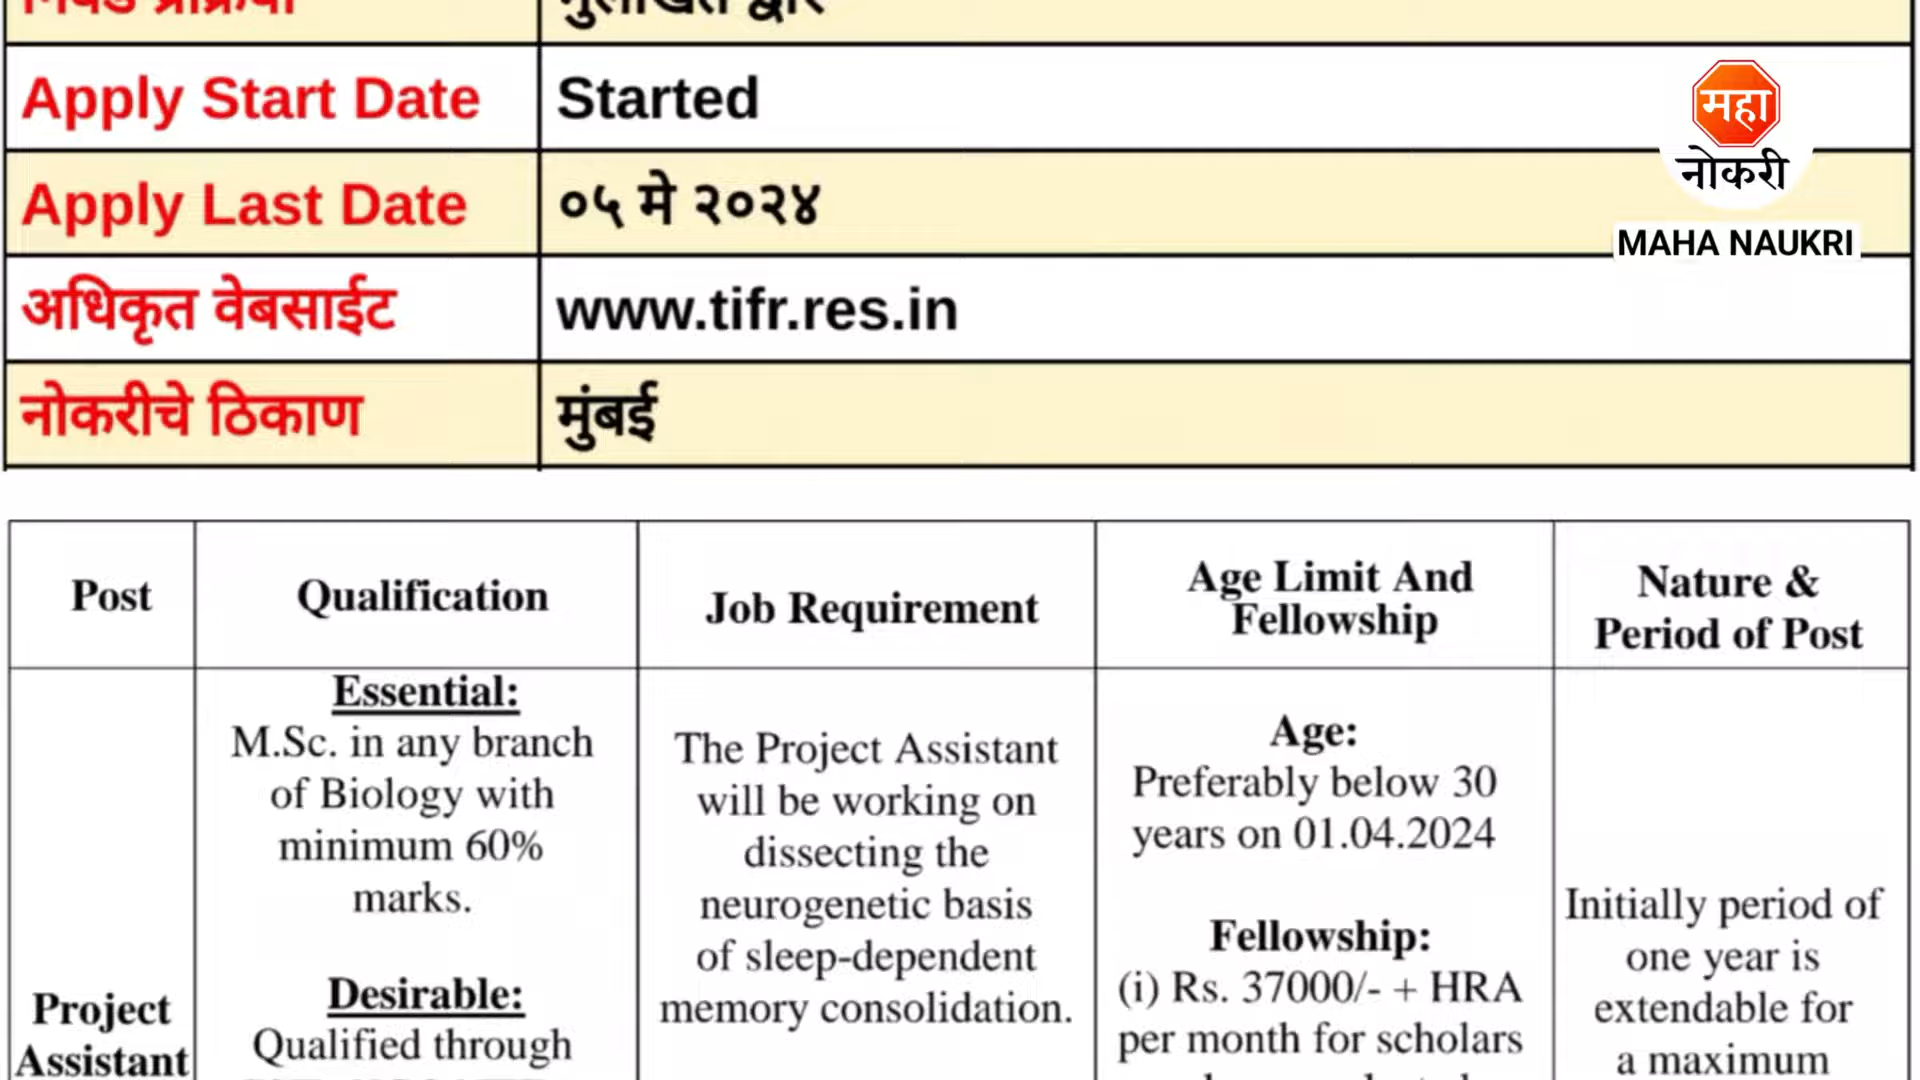 निवड प्रक्रिया मुलाखत द्वारे
Apply Start Date Started
Apply Last Date ०५ मे २०२४
अधिकृत वेबसाईट www.tifr.res.in
नोकरीचे ठिकाण मुंबई
महा
नोकरी
MAHA NAUKRI
Post
Qualification
Job Requirement
Age Limit And
Fellowship
Nature &
Period of Post
Project
Assistant
Essential:
M.Sc. in any branch
of Biology with
minimum 60%
marks.
Desirable:
Qualified through
The Project Assistant
will be working on
dissecting the
neurogenetic basis
of sleep-dependent
memory consolidation.
Age:
Preferably below 30
years on 01.04.2024
Fellowship:
(i) Rs. 37000/- + HRA
per month for scholars
Initially period of
one year is
extendable for
a maximum